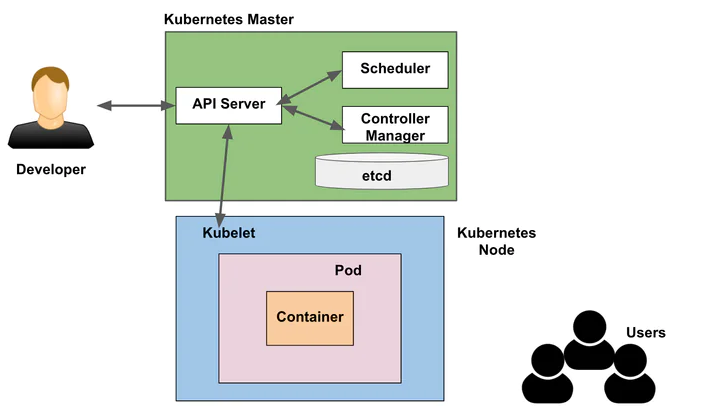 Kubernetes Master
Scheduler
API Server
Controller
Manager
Developer
etcd
Kubelet
Kubernetes
Node
Pod
Container
Users